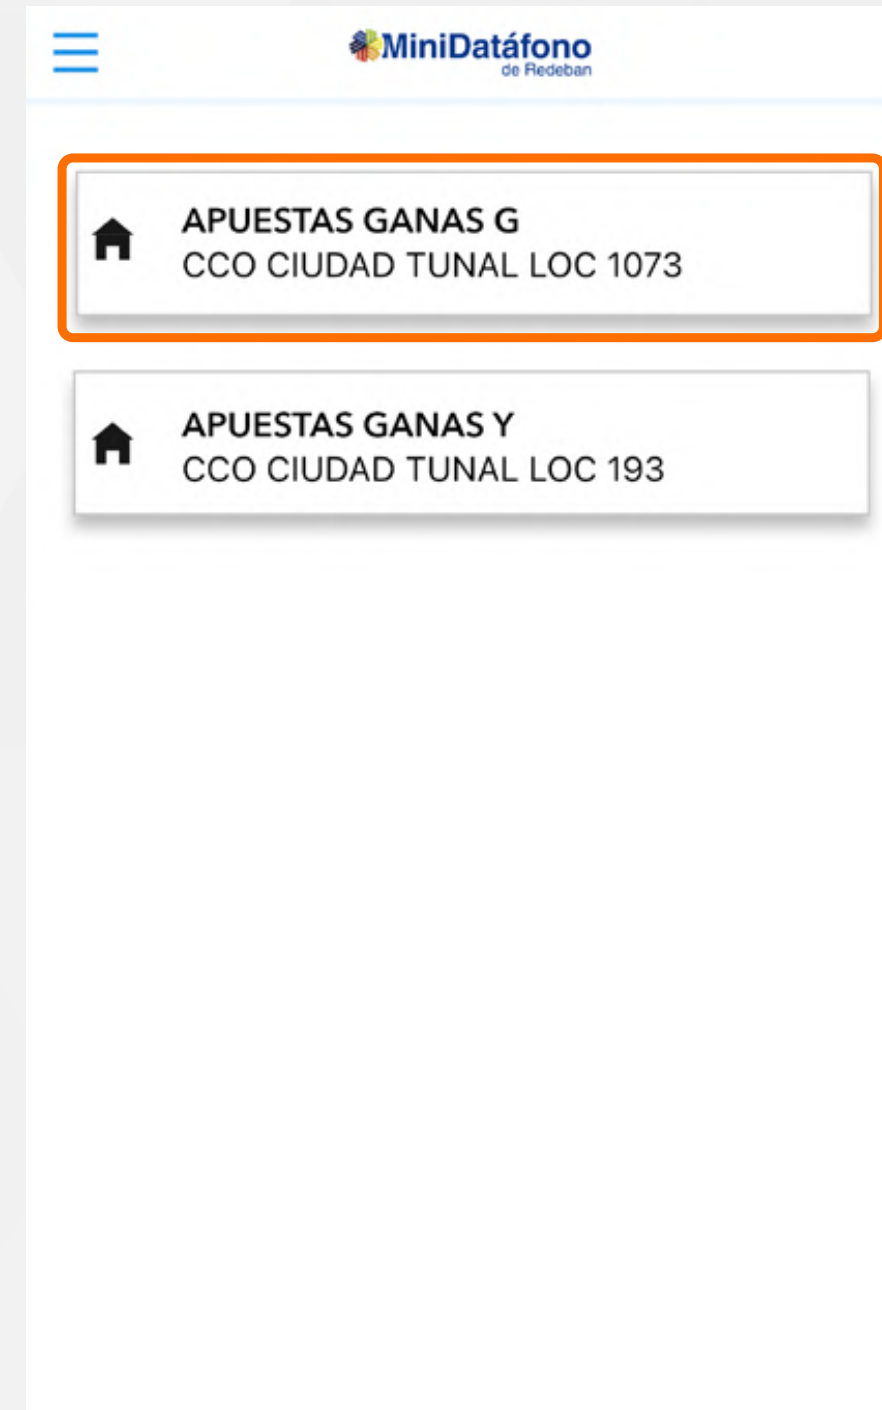 MiniDatáfono
de Redeban
APUESTAS GANAS G
CCO CIUDAD TUNAL LOC 1073
APUESTAS GANAS Y
CCO CIUDAD TUNAL LOC 193